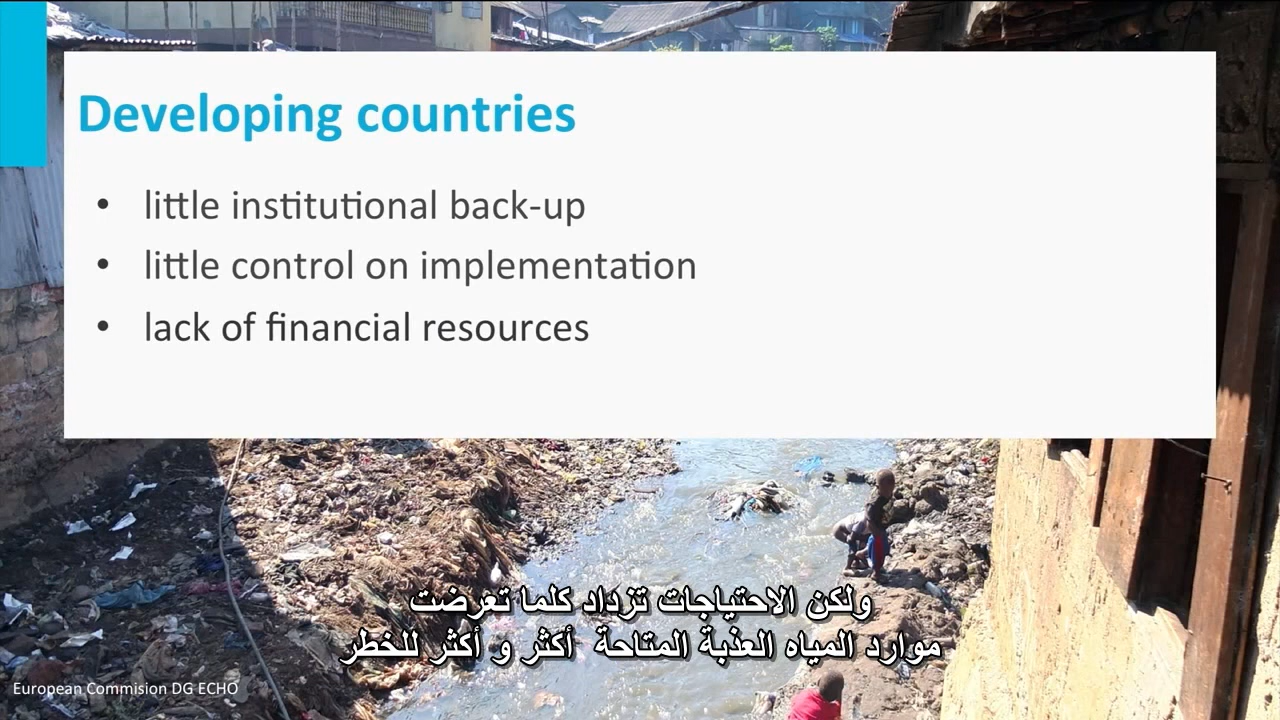 Developing countries
• little institutional back-up
• little control on implementation
• lack of financial resources
ولكن الاحتياجات تزداد كلما تعرضت
موارد المياه العذبة المتاحة أكثر و أكثر للخطر
European Commision DG ECHO